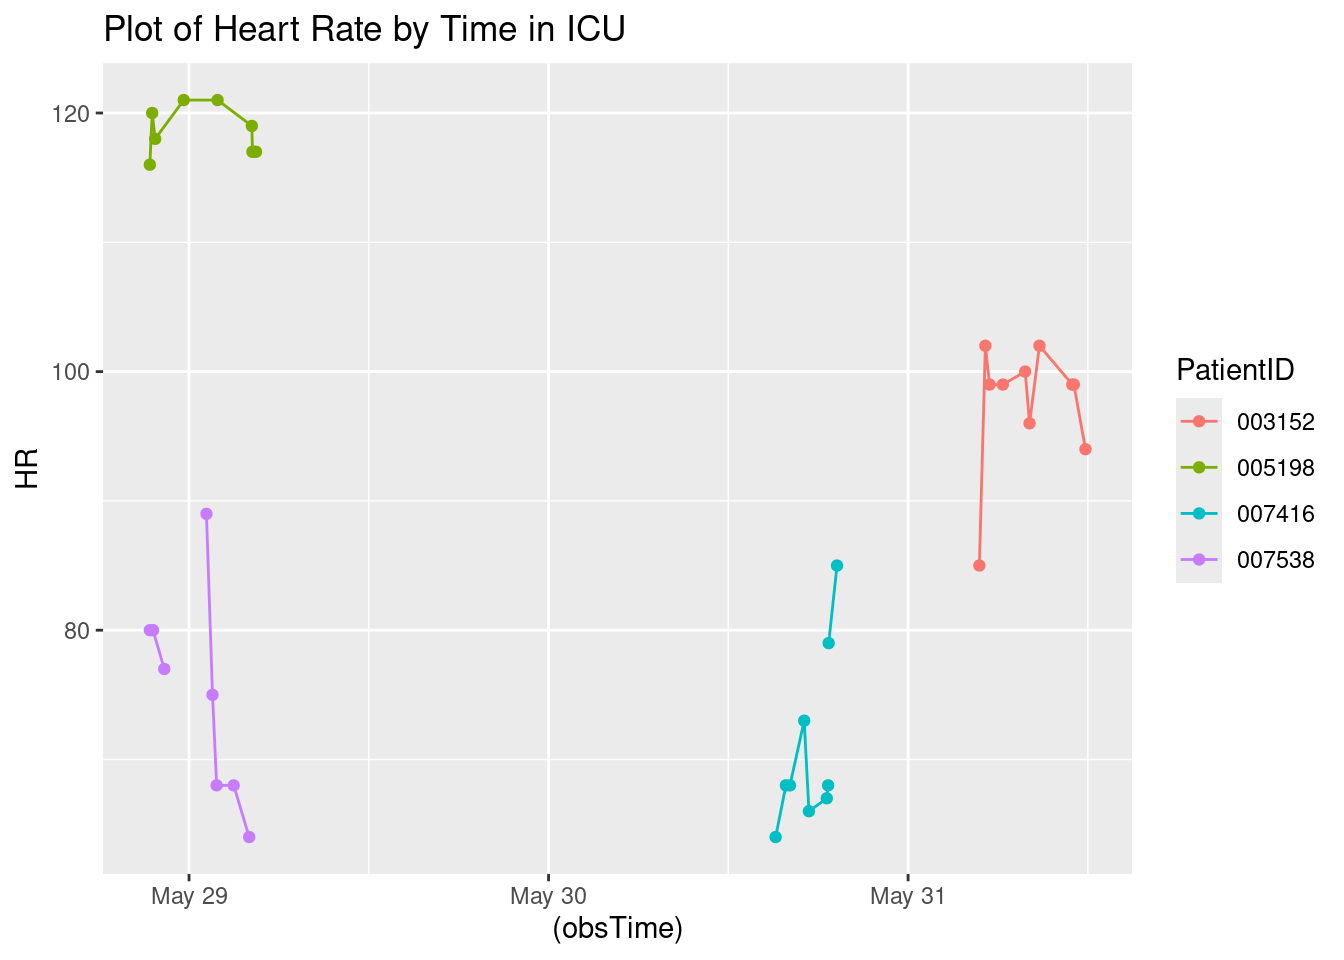 Plot of Heart Rate by Time in ICU
120
100
80
HR
May 29
May 30
May 31
(obsTime)
PatientID
003152
005198
007416
007538